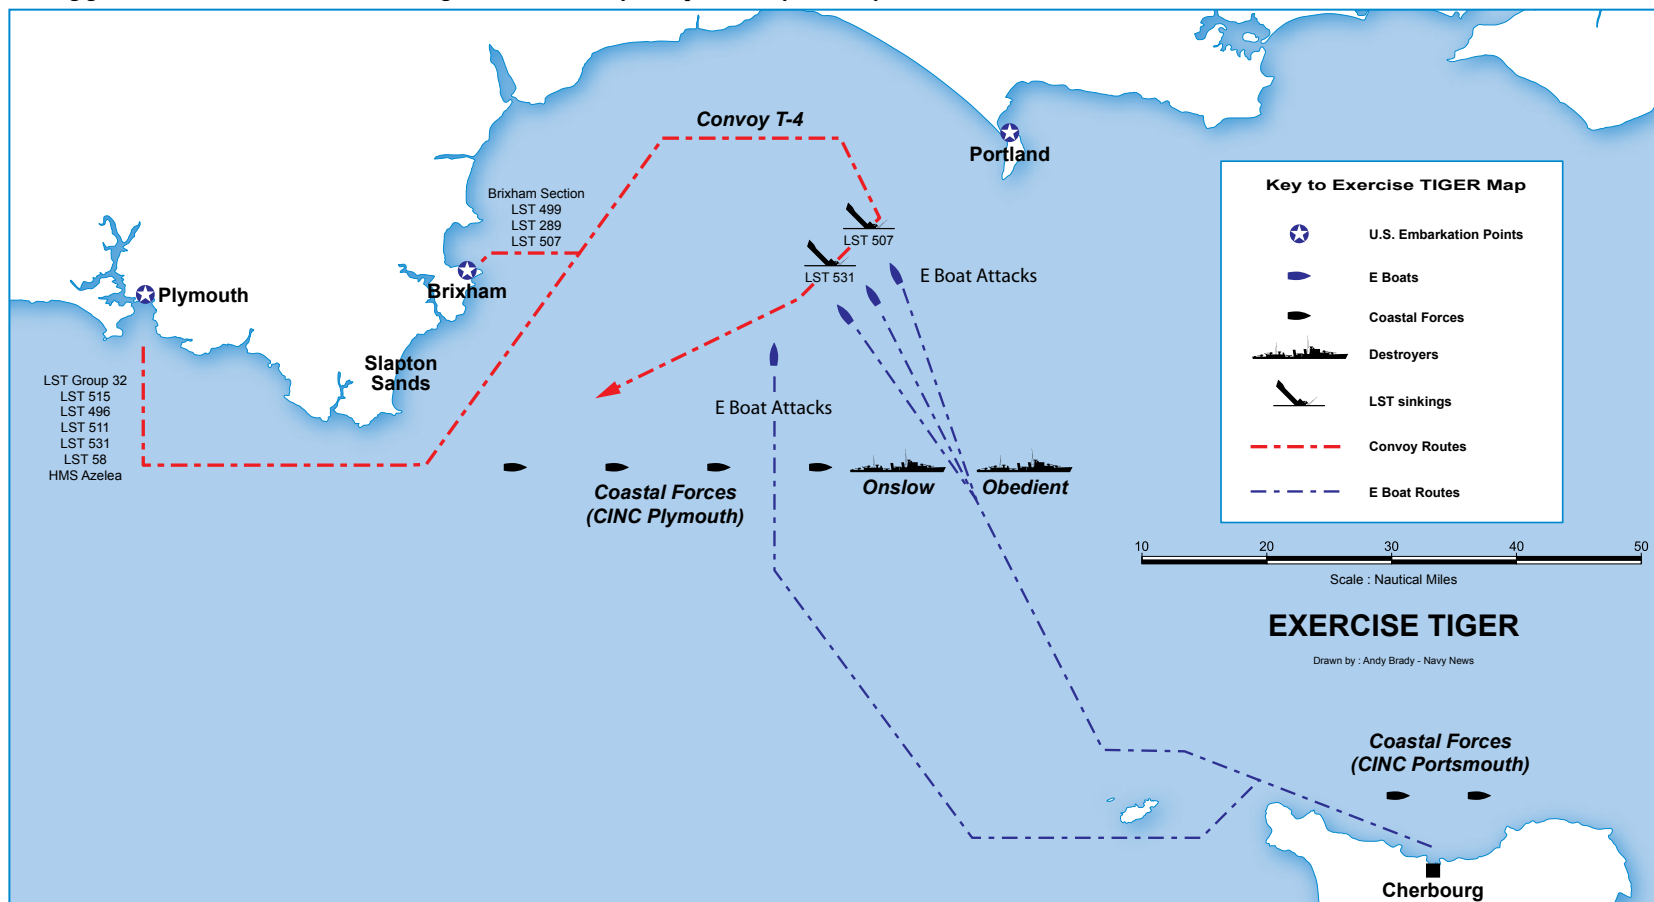 Convoy T-4
Portland
Brixham Section
LST 499
LST 289
LST 507
LST 507
LST 531
E Boat Attacks
Plymouth
Brixham
Slapton
Sands
LST Group 32
LST 515
LST 496
LST 511
LST 531
LST 58
HMS Azelea
E Boat Attacks
Coastal Forces
(CINC Plymouth)
Onslow
Obedient
Key to Exercise TIGER Map
U.S. Embarkation Points
E Boats
Coastal Forces
Destroyers
LST sinkings
Convoy Routes
E Boat Routes
10 20 30 40 50
Scale : Nautical Miles
EXERCISE TIGER
Drawn by : Andy Brady - Navy News
Coastal Forces
(CINC Portsmouth)
Cherbourg